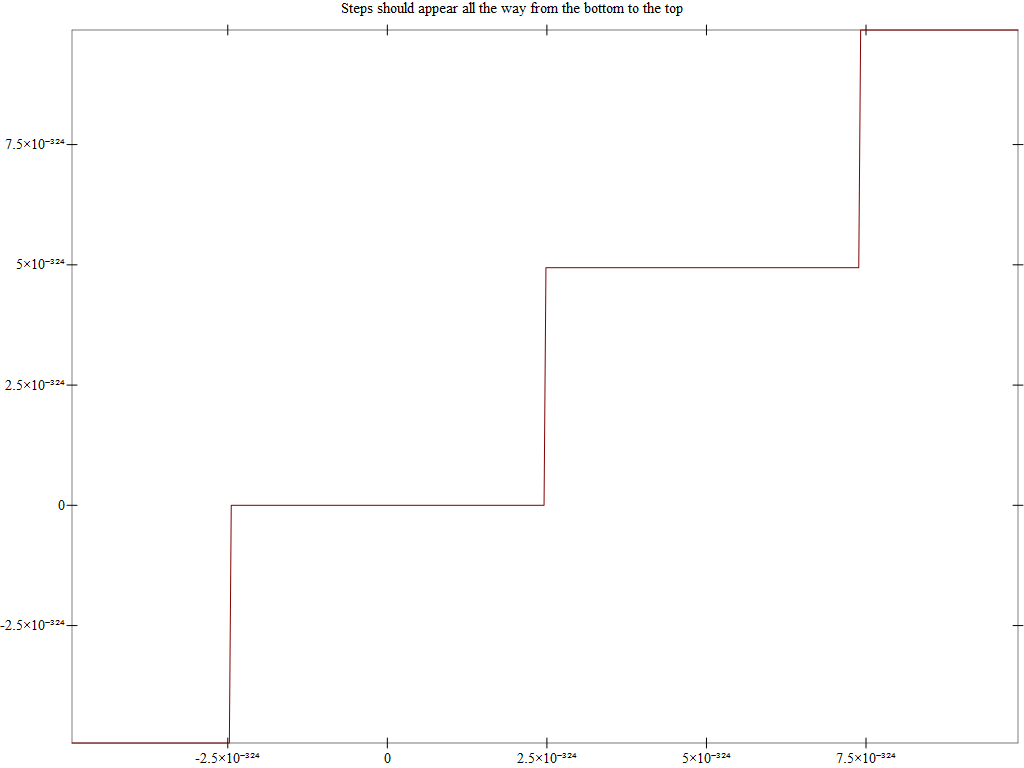 Steps should appear all the way from the bottom to the top
7.5×10⁻³²⁴
5×10⁻³²⁴
2.5×10⁻³²⁴
0
-2.5×10⁻³²⁴
-2.5×10⁻³²⁴ 0 2.5×10⁻³²⁴ 5×10⁻³²⁴ 7.5×10⁻³²⁴